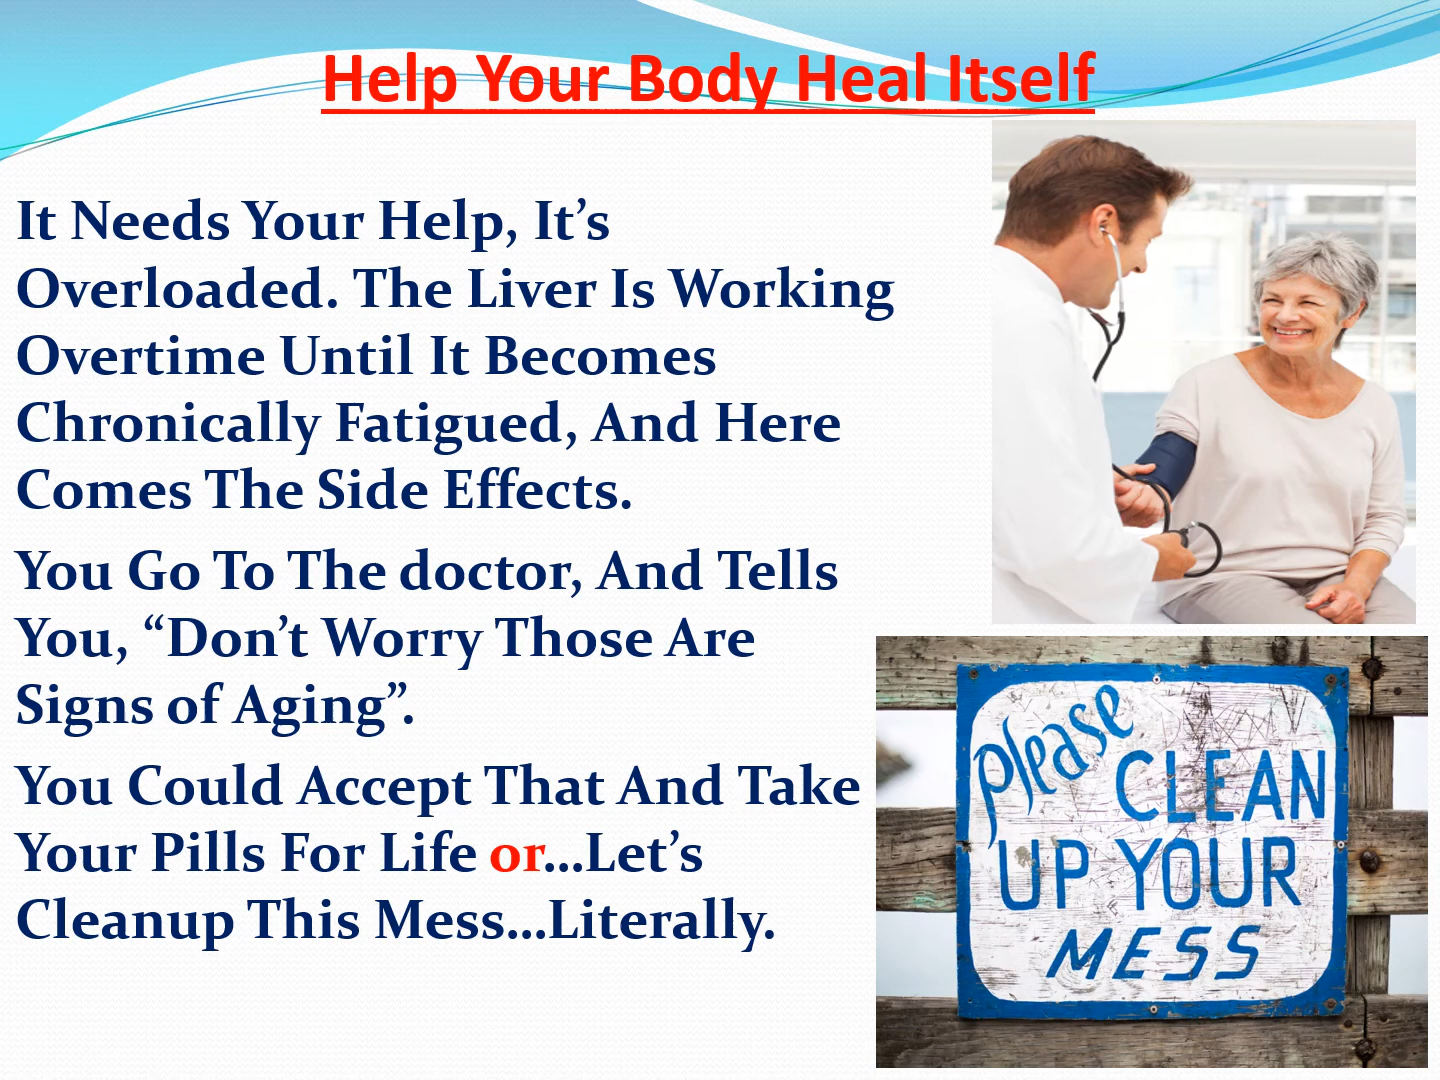 Help Your Body Heal Itself
It Needs Your Help, It’s
Overloaded. The Liver Is Working
Overtime Until It Becomes
Chronically Fatigued, And Here
Comes The Side Effects.
You Go To The doctor, And Tells
You, “Don’t Worry Those Are
Signs of Aging”.
You Could Accept That And Take
Your Pills For Life or...Let’s
Cleanup This Mess...Literally.
please
CLEAN
UP YOUR
MESS